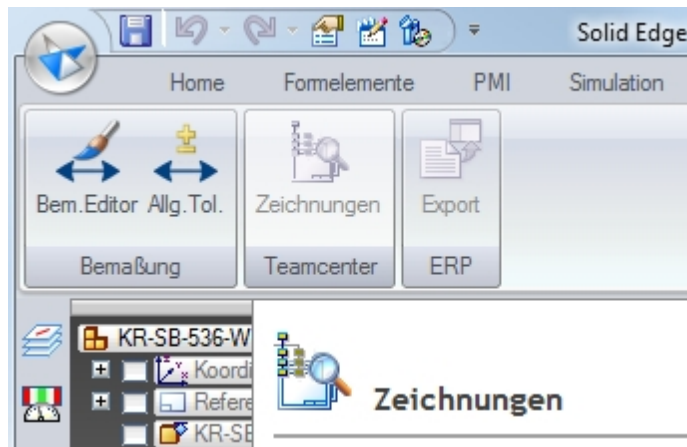 Solid Edge
Home Formelemente PMI Simulation
Bem.Editor Allg.Tol. Zeichnungen Export
Bemaßung Teamcenter ERP
KR-SB-536-W
Koordi
Refere
KR-SE
Zeichnungen